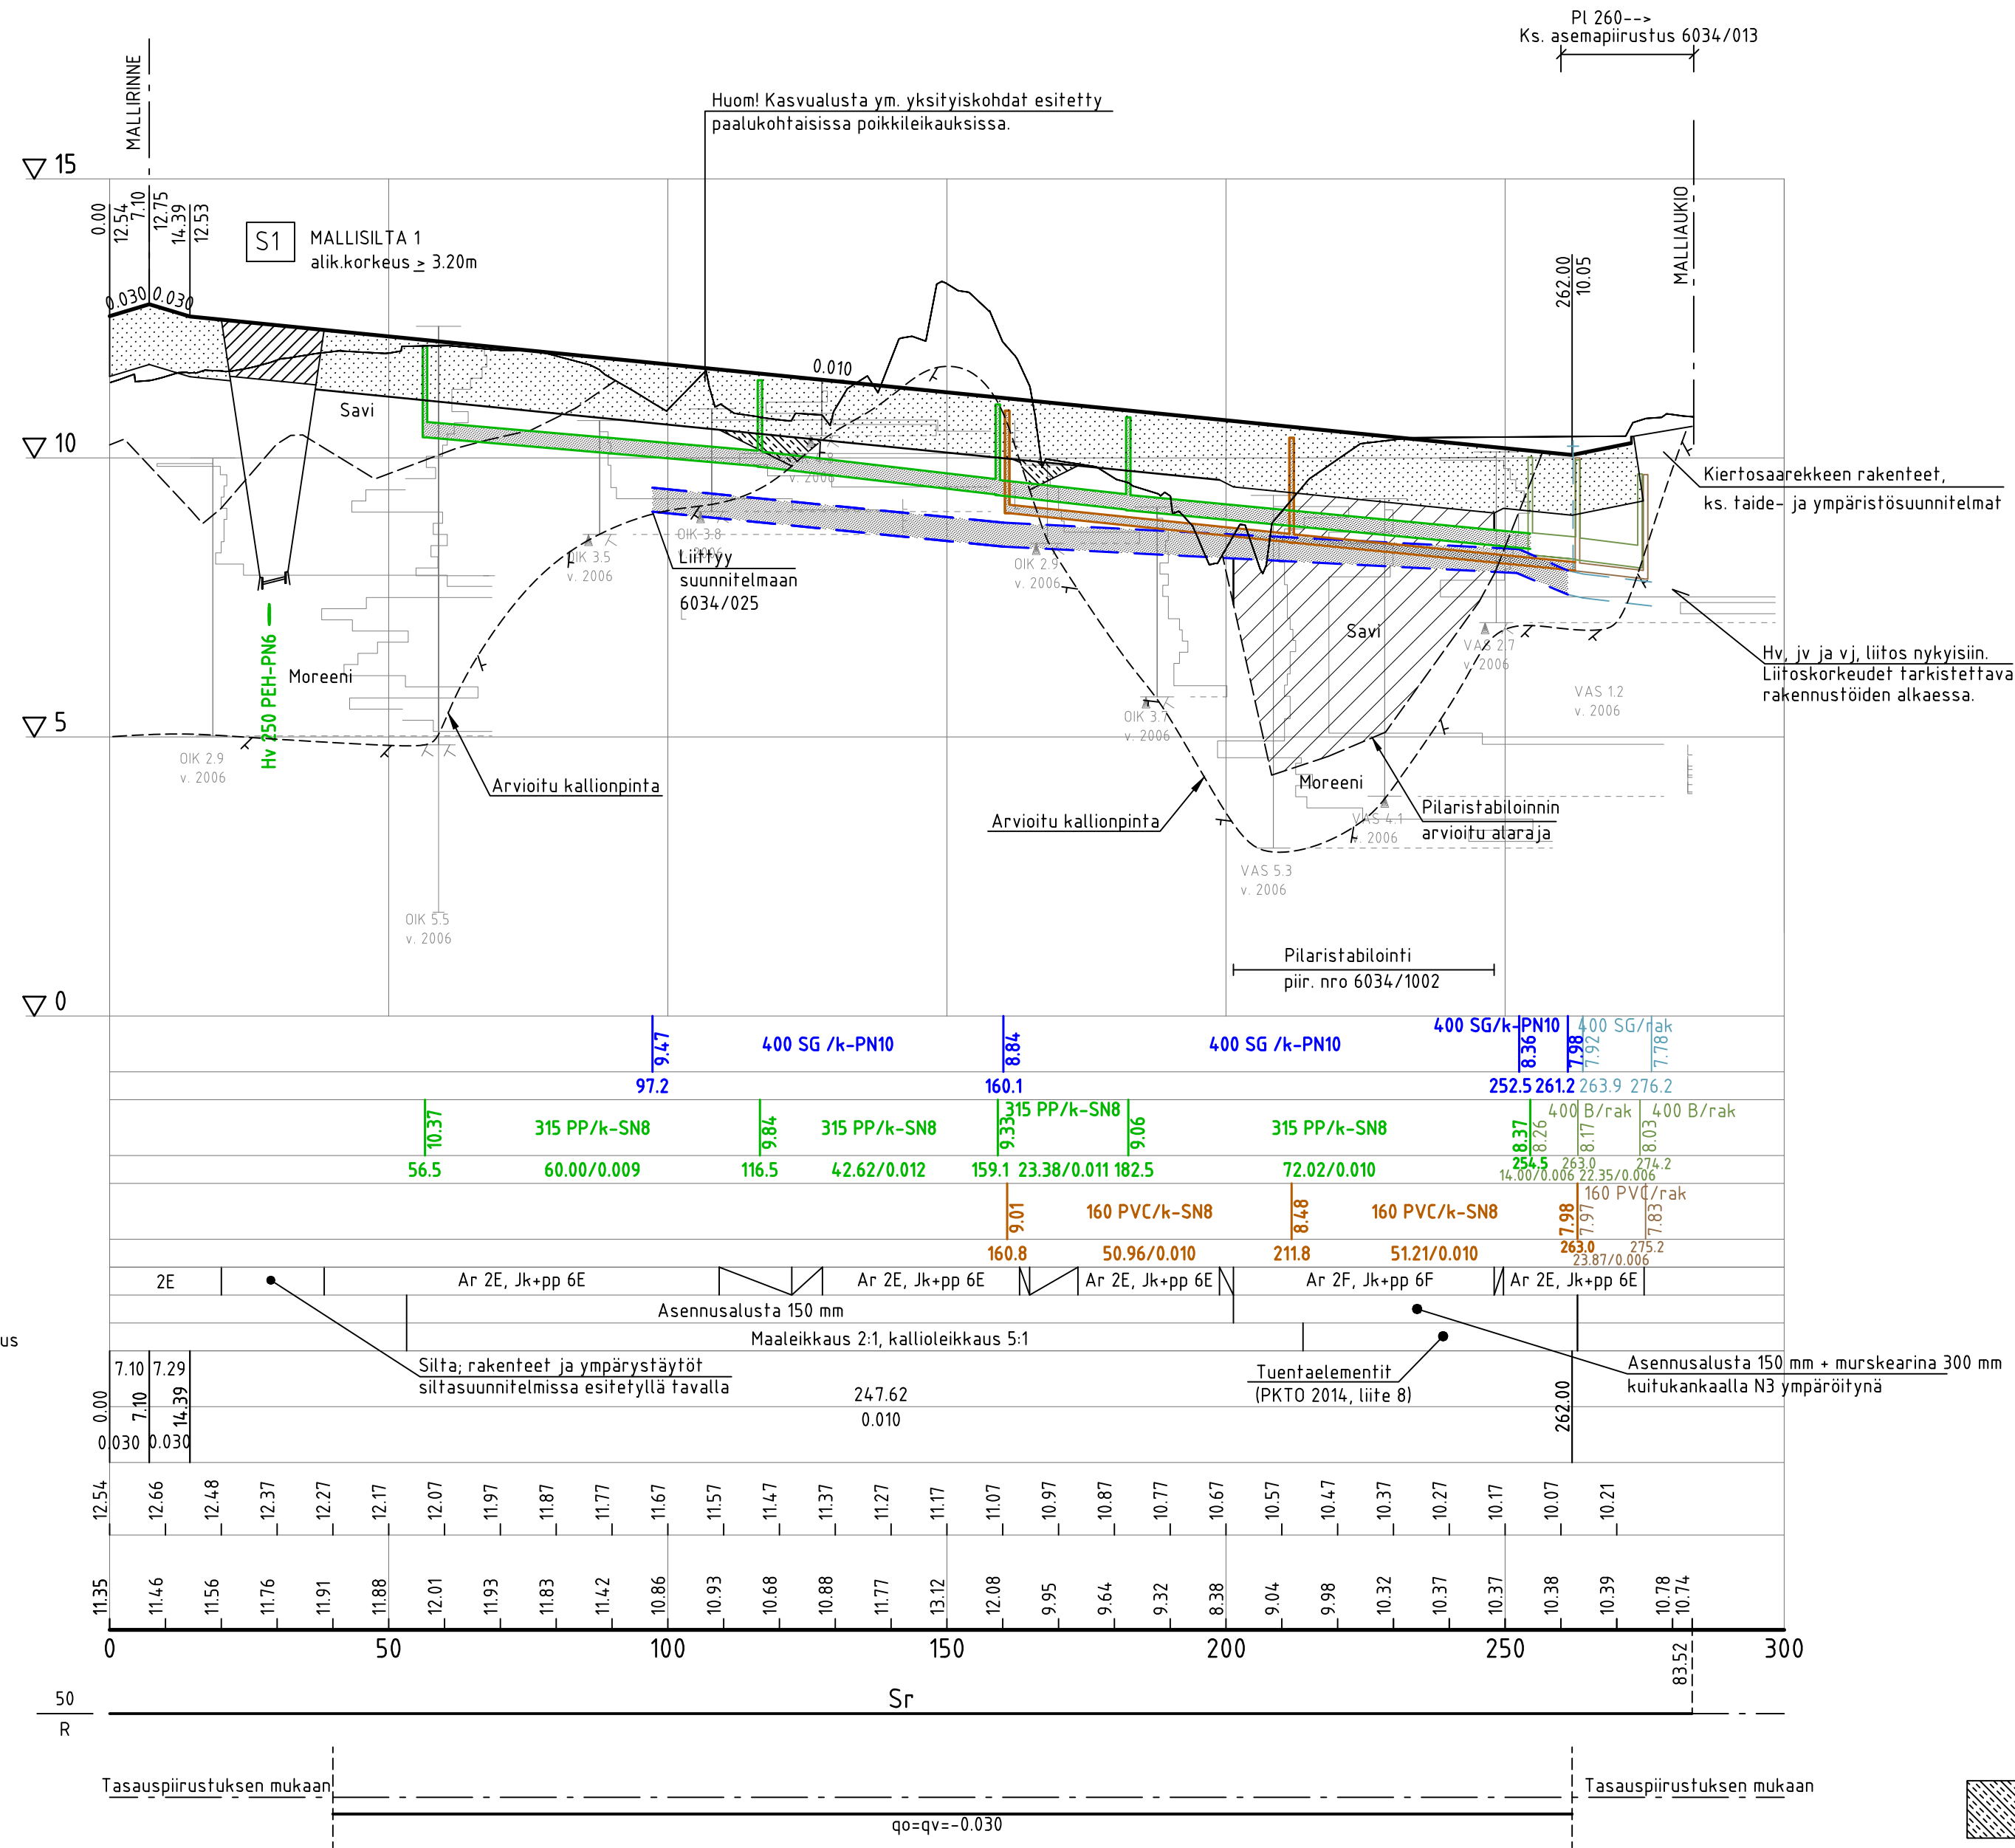 Pl 260-->
Ks. asemapiirustus 6034/013
MALLIRINNE
Huom! Kasvualusta ym. yksityiskohdat esitetty
paalukohtaisissa poikkileikauksissa.
15
0.00
12.54
7.10
12.75
14.39
12.53
S1
MALLISILTA 1
alik.korkeus ≥ 3.20m
MALLIAUKIO
262.00
10.05
0.030
0.030
0.010
Savi
10
Kiertosaarekkeen rakenteet,
ks. taide- ja ympäristösuunnitelmat
v. 2006
OIK 3.8
v. 2006
OIK 3.5
v. 2006
OIK 2.9
v. 2006
Liittyy
suunnitelmaan
6034/025
Hv 250 PEH-PN6
Moreeni
Savi
VAS 2.7
v. 2006
Hv, jv ja vj, liitos nykyisiin.
Liitoskorkeudet tarkistettava
rakennustöiden alkaessa.
VAS 1.2
v. 2006
5
OIK 3.7
v. 2006
OIK 2.9
v. 2006
Arvioitu kallionpinta
Moreeni
Arvioitu kallionpinta
Pilaristabiloinnin
arvioitu alaraja
VAS 4.1
v. 2006
VAS 5.3
v. 2006
OIK 5.5
v. 2006
Pilaristabilointi
piir. nro 6034/1002
0
9.47
400 SG /k-PN10
8.84
400 SG /k-PN10
400 SG/k-PN10
8.36
7.98
400 SG/rak
7.92
7.78
97.2
160.1
252.5
261.2
263.9
276.2
10.37
315 PP/k-SN8
9.84
315 PP/k-SN8
9.33
315 PP/k-SN8
9.06
315 PP/k-SN8
8.37
8.26
400 B/rak
8.17
8.03
400 B/rak
56.5
60.00/0.009
116.5
42.62/0.012
159.1
23.38/0.011
182.5
72.02/0.010
254.5
263.0
274.2
14.00/0.006
22.35/0.006
9.01
160 PVC/k-SN8
8.48
160 PVC/k-SN8
7.98
7.97
160 PVC/rak
7.83
160.8
50.96/0.010
211.8
51.21/0.010
263.0
275.2
23.87/0.006
2E
Ar 2E, Jk+pp 6E
Ar 2E, Jk+pp 6E
Ar 2E, Jk+pp 6E
Ar 2F, Jk+pp 6F
Ar 2E, Jk+pp 6E
Asennusalusta 150 mm
us
Maaleikkaus 2:1, kallioleikkaus 5:1
Silta; rakenteet ja ympärystäytöt
siltasuunnitelmissa esitetyllä tavalla
Tuentaelementit
(PKTO 2014, liite 8)
Asennusalusta 150 mm + murskearina 300 mm
kuitukankaalla N3 ympäröitynä
7.10
7.29
0.00
7.10
14.39
247.62
262.00
0.030
0.030
0.010
12.54
12.66
12.48
12.37
12.27
12.17
12.07
11.97
11.87
11.77
11.67
11.57
11.47
11.37
11.27
11.17
11.07
10.97
10.87
10.77
10.67
10.57
10.47
10.37
10.27
10.17
10.07
10.21
11.35
11.46
11.56
11.76
11.91
11.88
12.01
11.93
11.83
11.42
10.86
10.93
10.68
10.88
11.77
13.12
12.08
9.95
9.64
9.32
8.38
9.04
9.98
10.32
10.37
10.37
10.38
10.39
10.78
10.74
0
50
100
150
200
250
300
83.52
50
R
Sr
Tasauspiirustuksen mukaan
Tasauspiirustuksen mukaan
qo=qv=-0.030